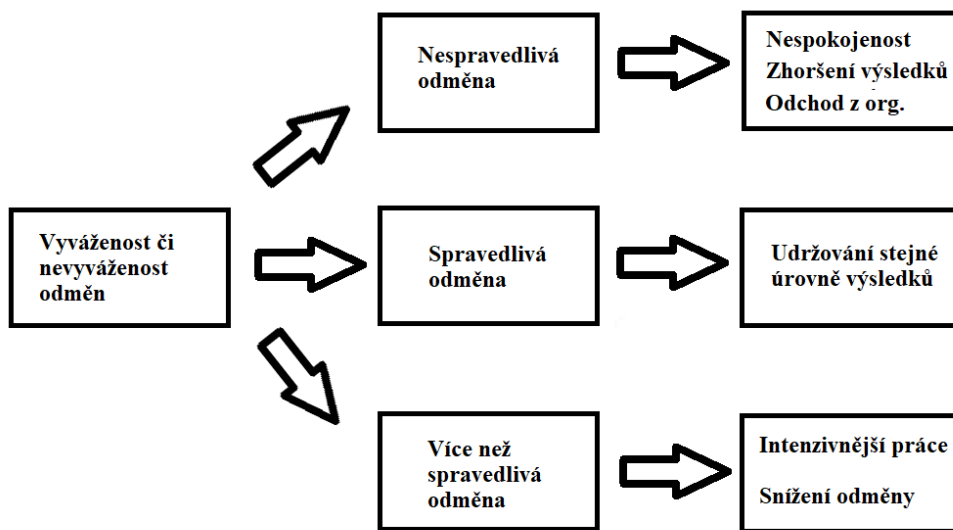 Nespravedlivá
odměna
Nespokojenost
Zhoršení výsledků
Odchod z org.
Vyváženost či
nevyváženost
odměn
Spravedlivá
odměna
Udržování stejné
úrovně výsledků
Více než
spravedlivá
odměna
Intenzivnější práce
Snížení odměny